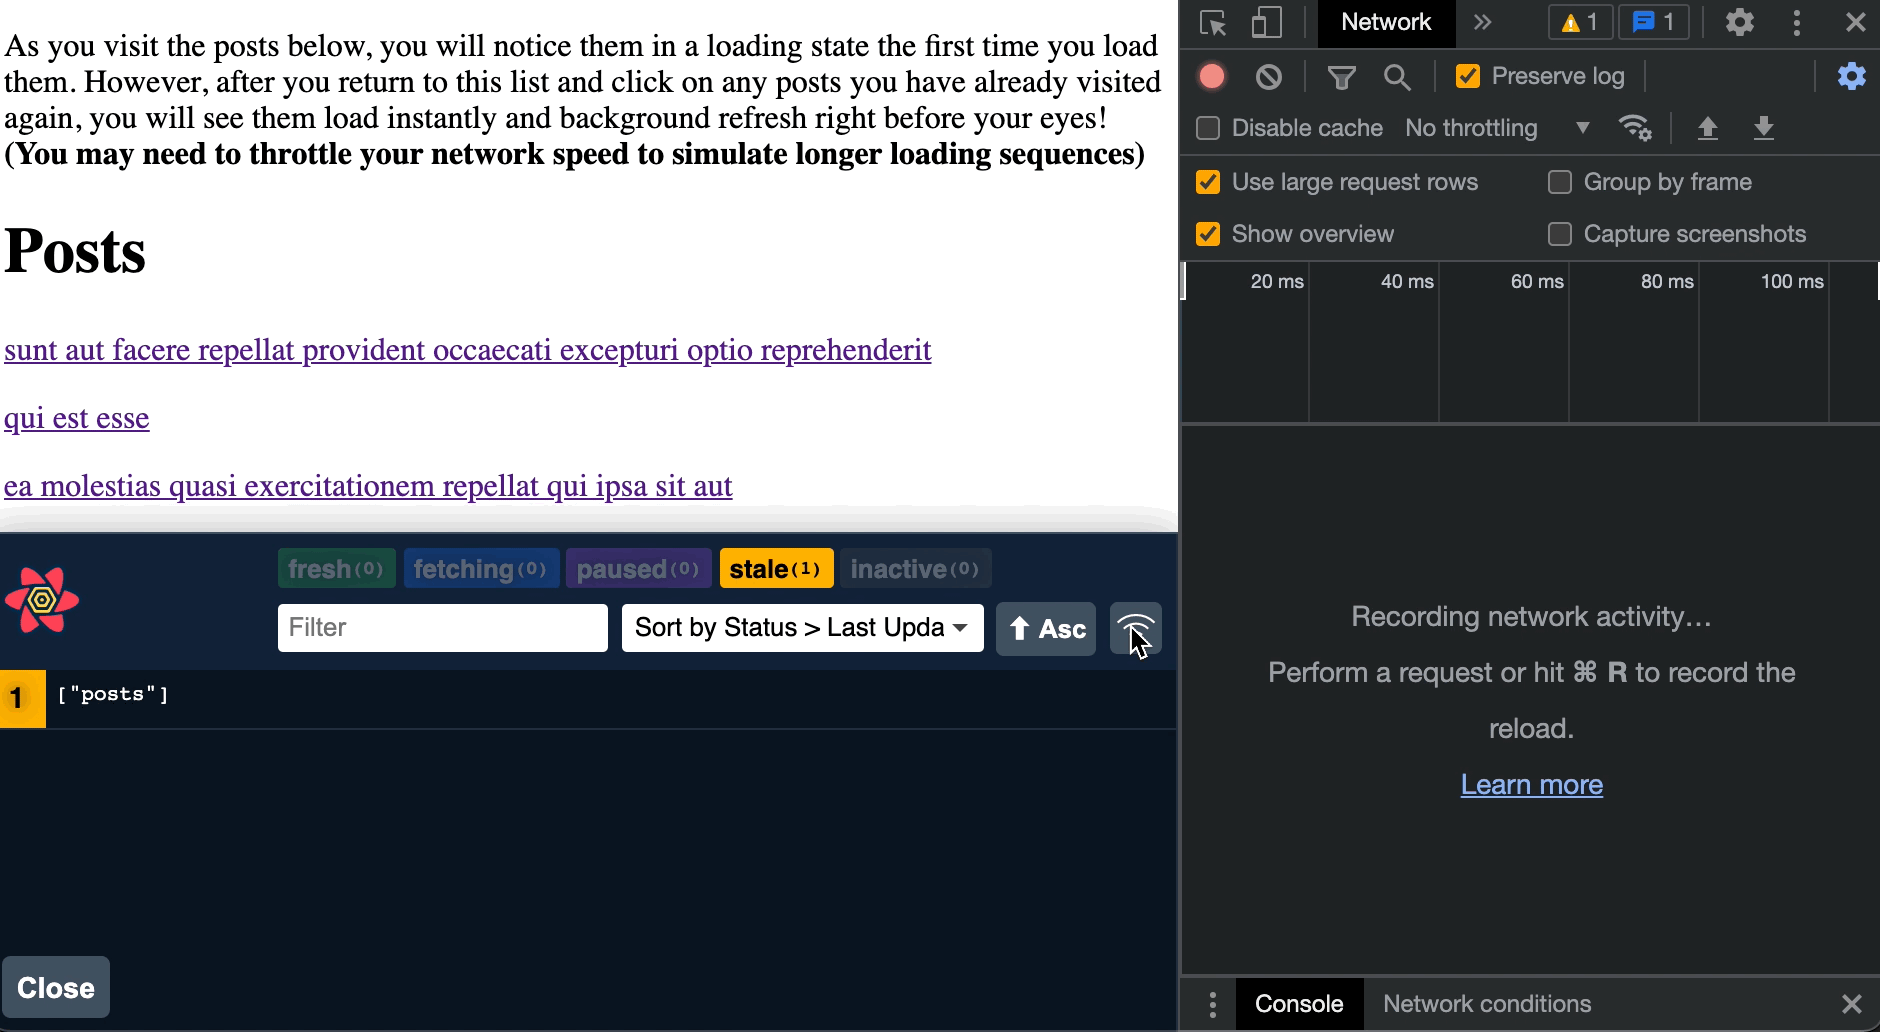 As you visit the posts below, you will notice them in a loading state the first time you load
them. However, after you return to this list and click on any posts you have already visited
again, you will see them load instantly and background refresh right before your eyes!
(You may need to throttle your network speed to simulate longer loading sequences)
Posts
sunt aut facere repellat provident occaecati excepturi optio reprehenderit
qui est esse
ea molestias quasi exercitationem repellat qui ipsa sit aut
fresh(0) fetching(0) paused(0) stale(1) inactive(0)
Filter Sort by Status > Last Upda Asc
1 ["posts"]
Close
Network 1 1
Preserve log
Disable cache No throttling
Use large request rows Group by frame
Show overview Capture screenshots
20 ms 40 ms 60 ms 80 ms 100 ms
Recording network activity…
Perform a request or hit ⌘ R to record the
reload.
Learn more
Console Network conditions